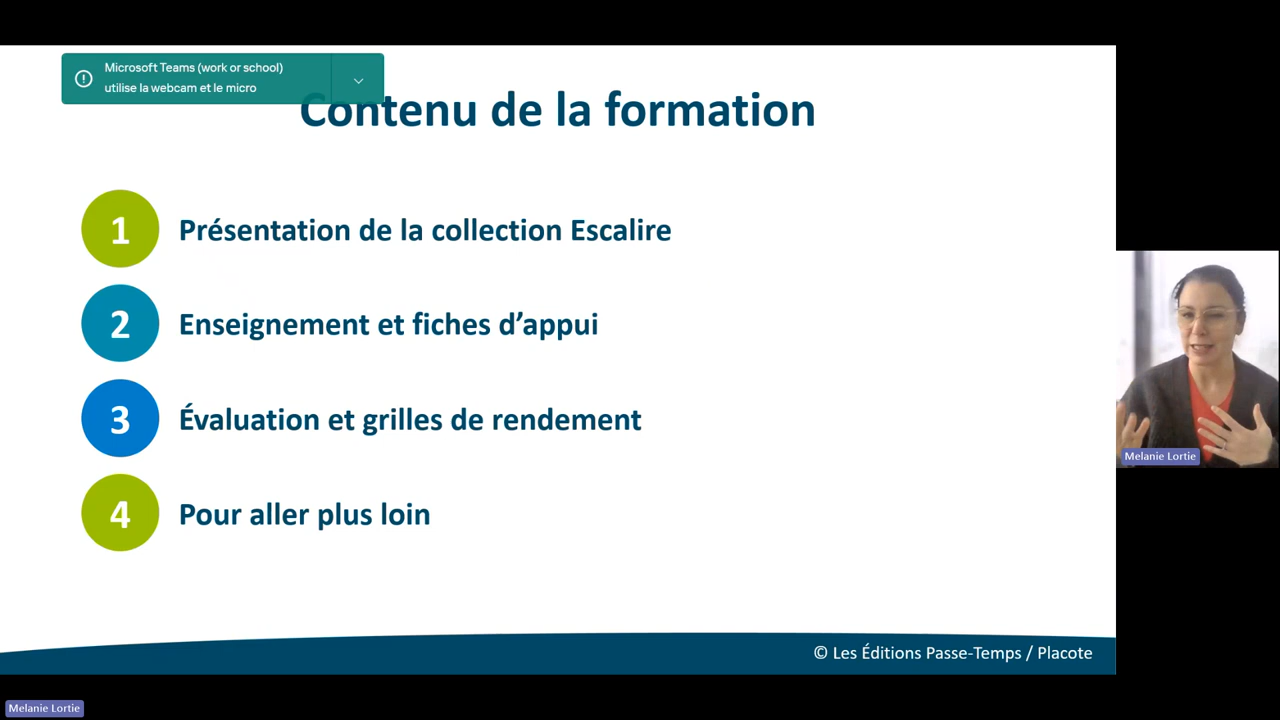 Microsoft Teams (work or school)
utilise la webcam et le micro
Contenu de la formation
1 Présentation de la collection Escalire
2 Enseignement et fiches d’appui
3 Évaluation et grilles de rendement
4 Pour aller plus loin
Melanie Lortie
© Les Éditions Passe-Temps / Placote
Melanie Lortie